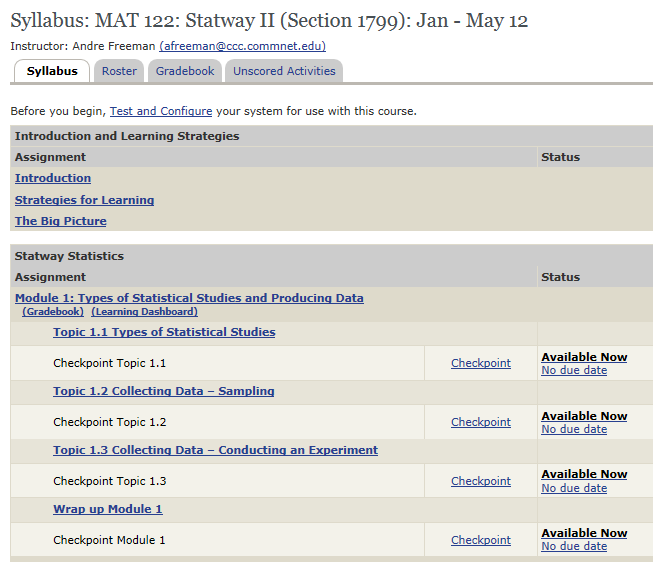 Syllabus: MAT 122: Statway II (Section 1799): Jan - May 12
Instructor: Andre Freeman (afreeman@ccc.commnet.edu)
Syllabus Roster Gradebook Unscored Activities
Before you begin, Test and Configure your system for use with this course.
Introduction and Learning Strategies
Assignment Status
Introduction
Strategies for Learning
The Big Picture
Statway Statistics
Assignment Status
Module 1: Types of Statistical Studies and Producing Data
(Gradebook) (Learning Dashboard)
Topic 1.1 Types of Statistical Studies
Checkpoint Topic 1.1 Checkpoint Available Now
No due date
Topic 1.2 Collecting Data – Sampling
Checkpoint Topic 1.2 Checkpoint Available Now
No due date
Topic 1.3 Collecting Data – Conducting an Experiment
Checkpoint Topic 1.3 Checkpoint Available Now
No due date
Wrap up Module 1
Checkpoint Module 1 Checkpoint Available Now
No due date